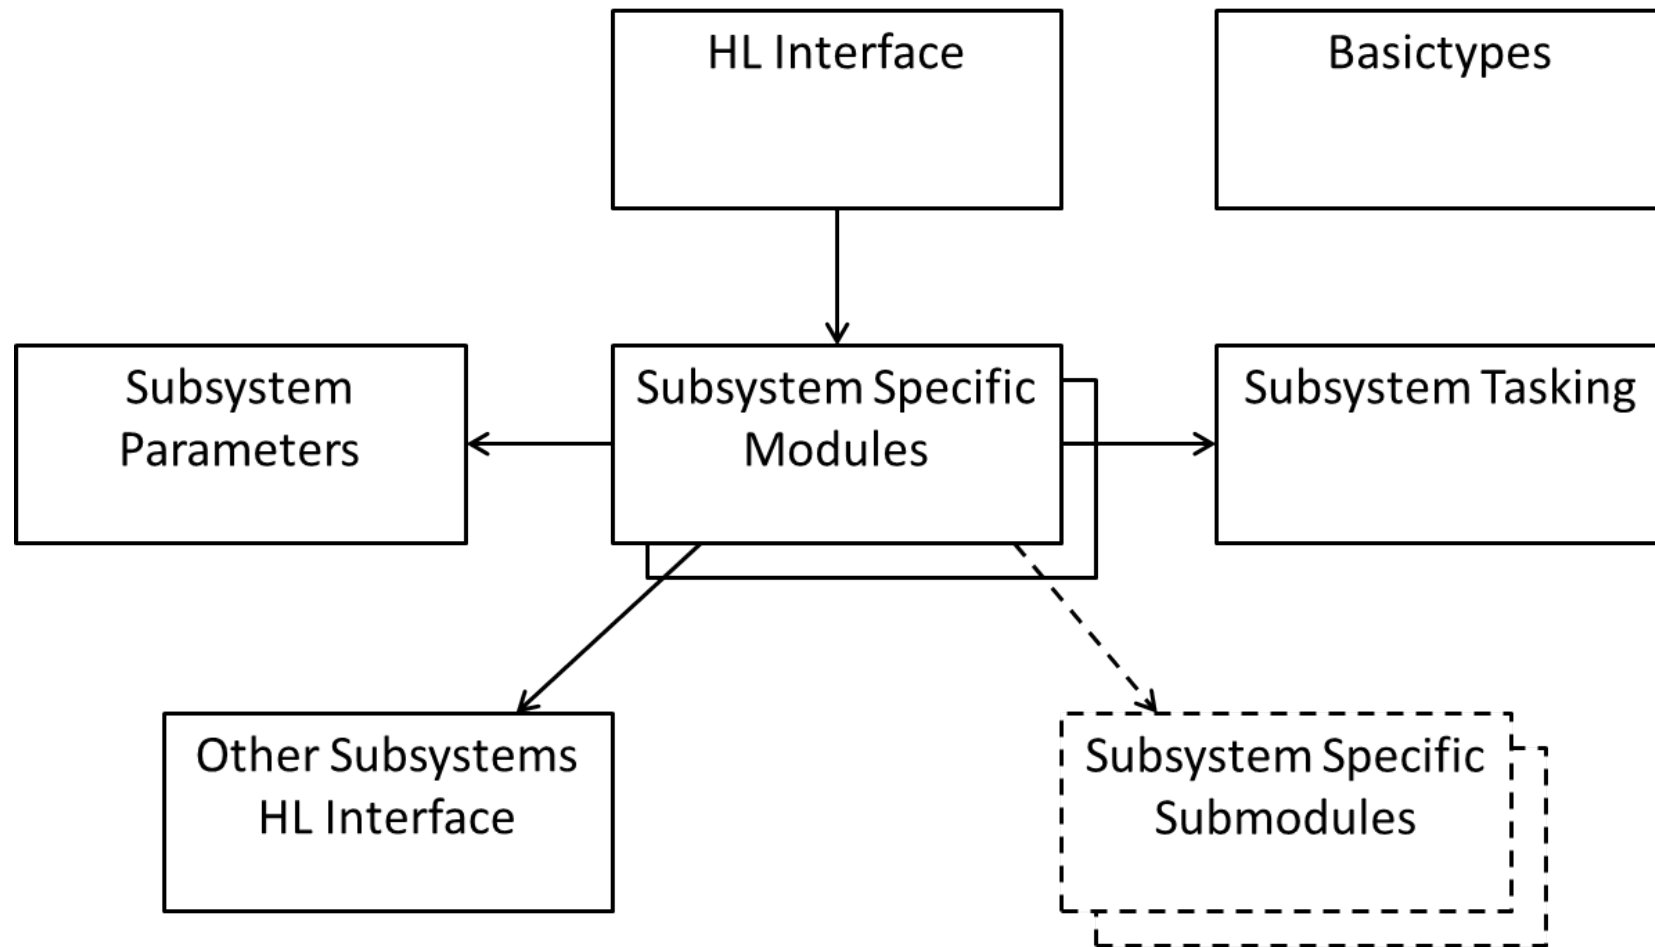 HL Interface
Basictypes
Subsystem
Parameters
Subsystem Specific
Modules
Subsystem Tasking
Other Subsystems
HL Interface
Subsystem Specific
Submodules